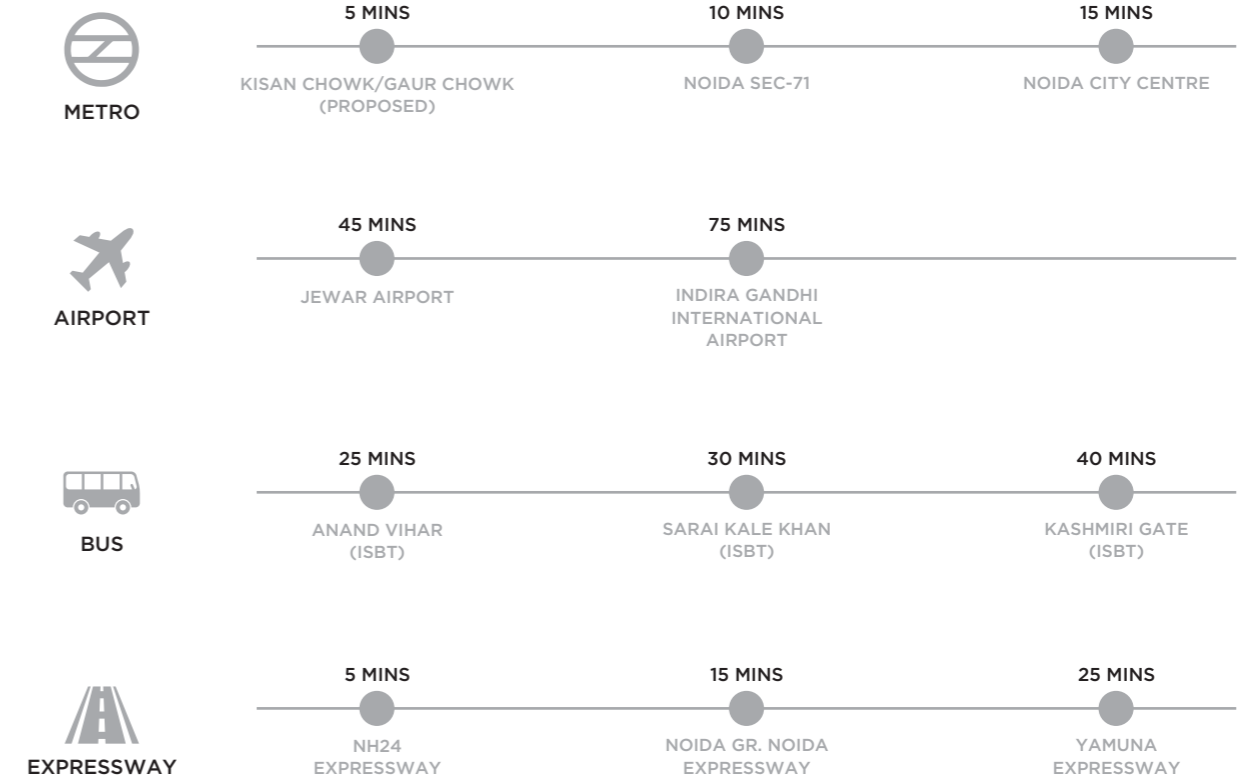 5 MINS
10 MINS
15 MINS
KISAN CHOWK/GAUR CHOWK
(PROPOSED)
NOIDA SEC-71
NOIDA CITY CENTRE
METRO
45 MINS
75 MINS
JEWAR AIRPORT
INDIRA GANDHI
INTERNATIONAL
AIRPORT
AIRPORT
25 MINS
30 MINS
40 MINS
ANAND VIHAR
(ISBT)
SARAI KALE KHAN
(ISBT)
KASHMIRI GATE
(ISBT)
BUS
5 MINS
15 MINS
25 MINS
NH24
EXPRESSWAY
NOIDA GR. NOIDA
EXPRESSWAY
YAMUNA
EXPRESSWAY
EXPRESSWAY